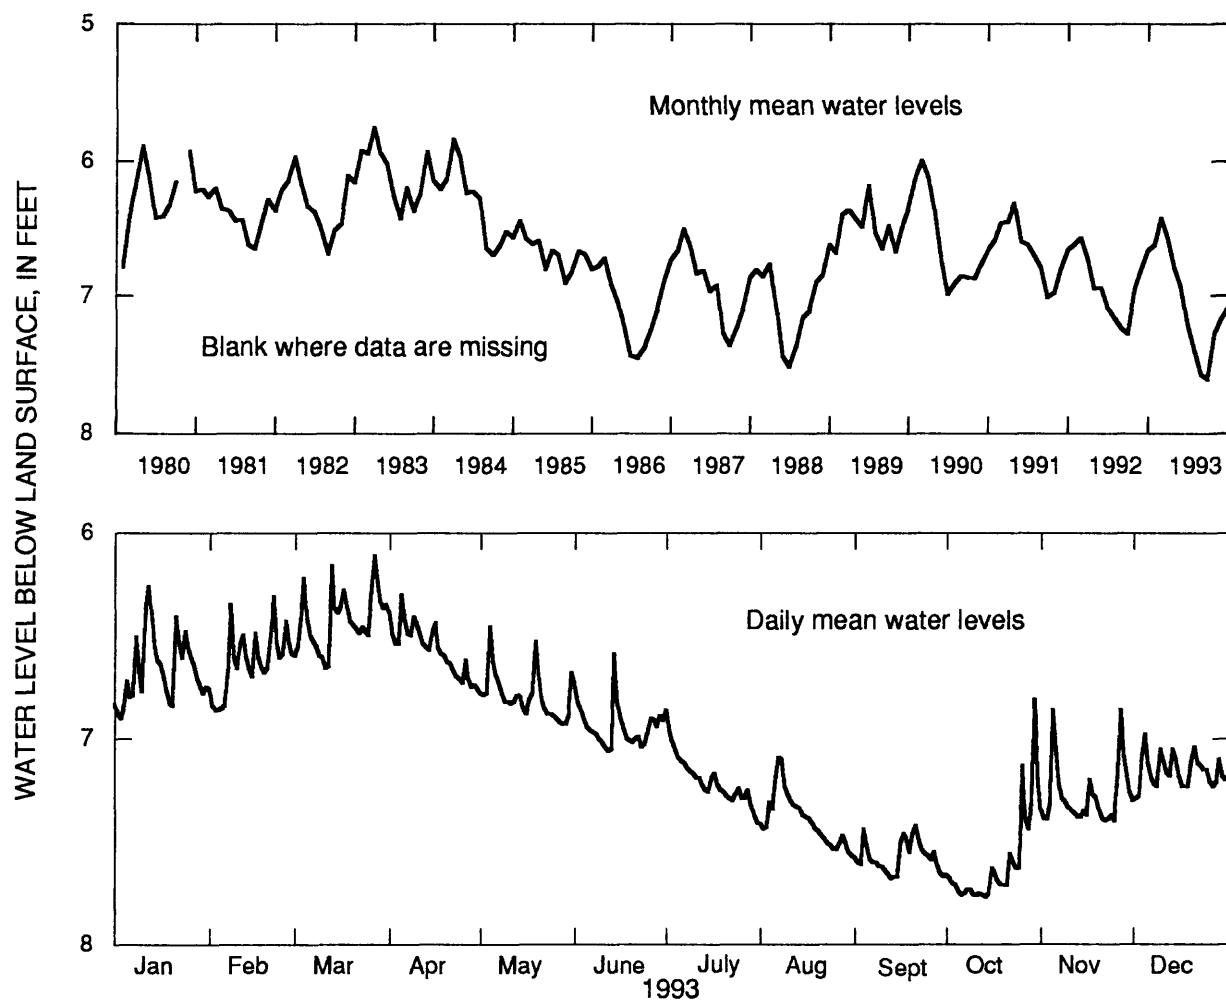 WATER LEVEL BELOW LAND SURFACE, IN FEET
5
6
7
8
Monthly mean water levels
Blank where data are missing
1980 1981 1982 1983 1984 1985 1986 1987 1988 1989 1990 1991 1992 1993
6
7
8
Daily mean water levels
Jan Feb Mar Apr May June July Aug Sept Oct Nov Dec
1993